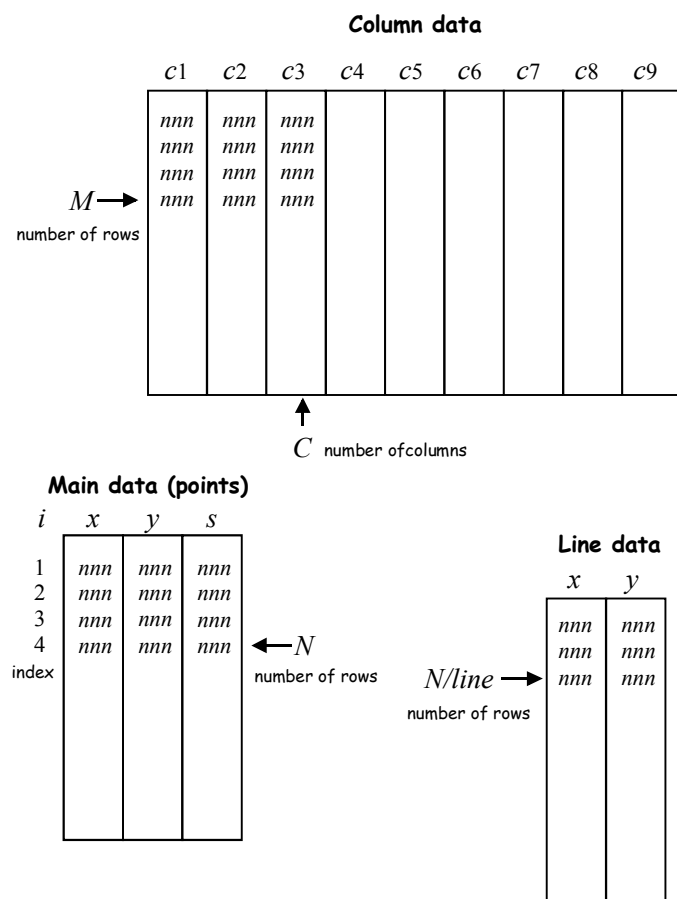 Column data
c1 c2 c3 c4 c5 c6 c7 c8 c9
nnn nnn nnn
nnn nnn nnn
nnn nnn nnn
M nnn nnn nnn
number of rows
C number ofcolumns
Main data (points)
i x y s
1 nnn nnn nnn
2 nnn nnn nnn
3 nnn nnn nnn
4 nnn nnn nnn N
index
number of rows
Line data
x y
nnn nnn
nnn nnn
N/line nnn nnn
number of rows